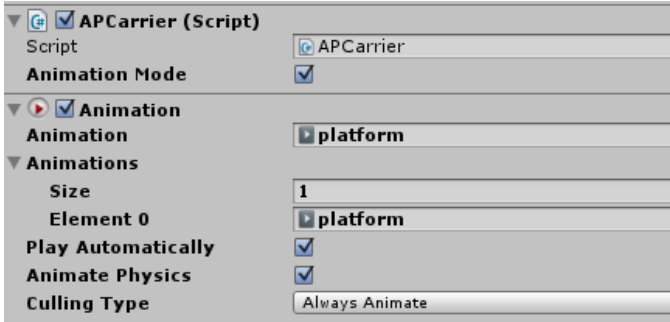 APCarrier (Script)
Script APCarrier
Animation Mode
Animation
Animation platform
Animations
Size 1
Element 0 platform
Play Automatically
Animate Physics
Culling Type Always Animate